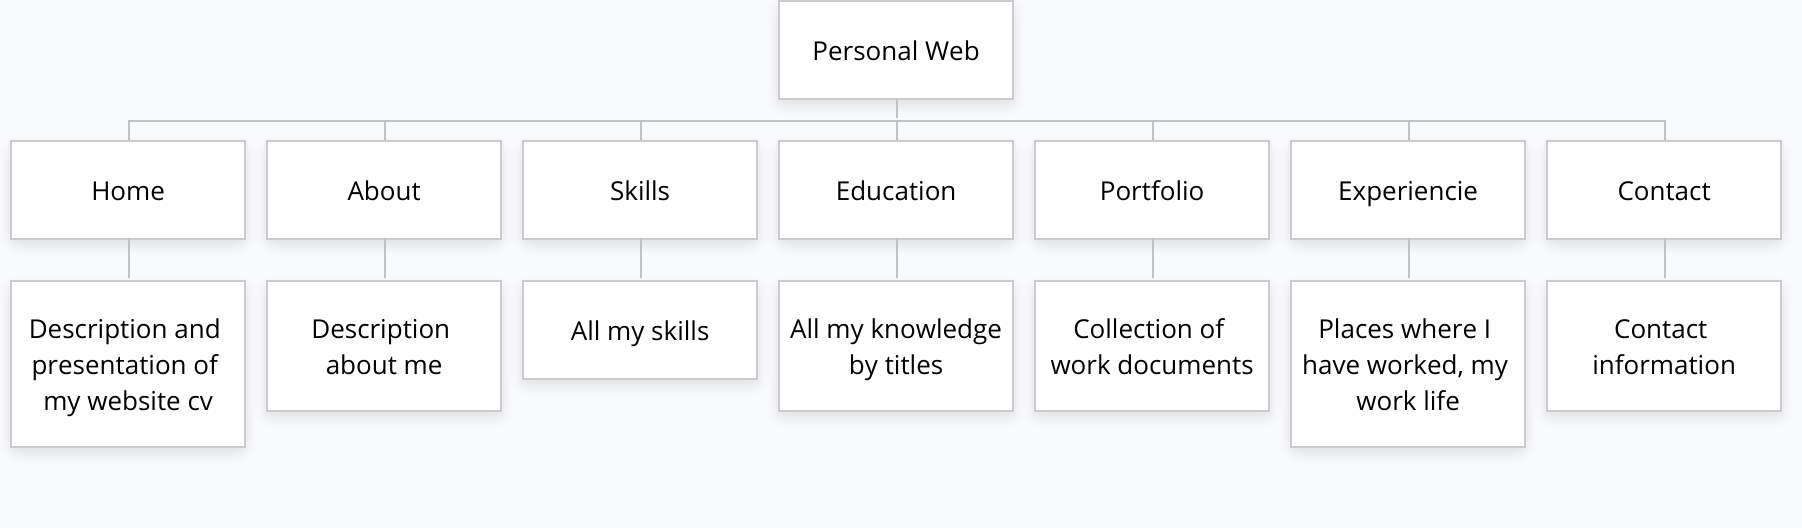 Personal Web
Home
About
Skills
Education
Portfolio
Experiencie
Contact
Description and
presentation of
my website cv
Description
about me
All my skills
All my knowledge
by titles
Collection of
work documents
Places where I
have worked, my
work life
Contact
information